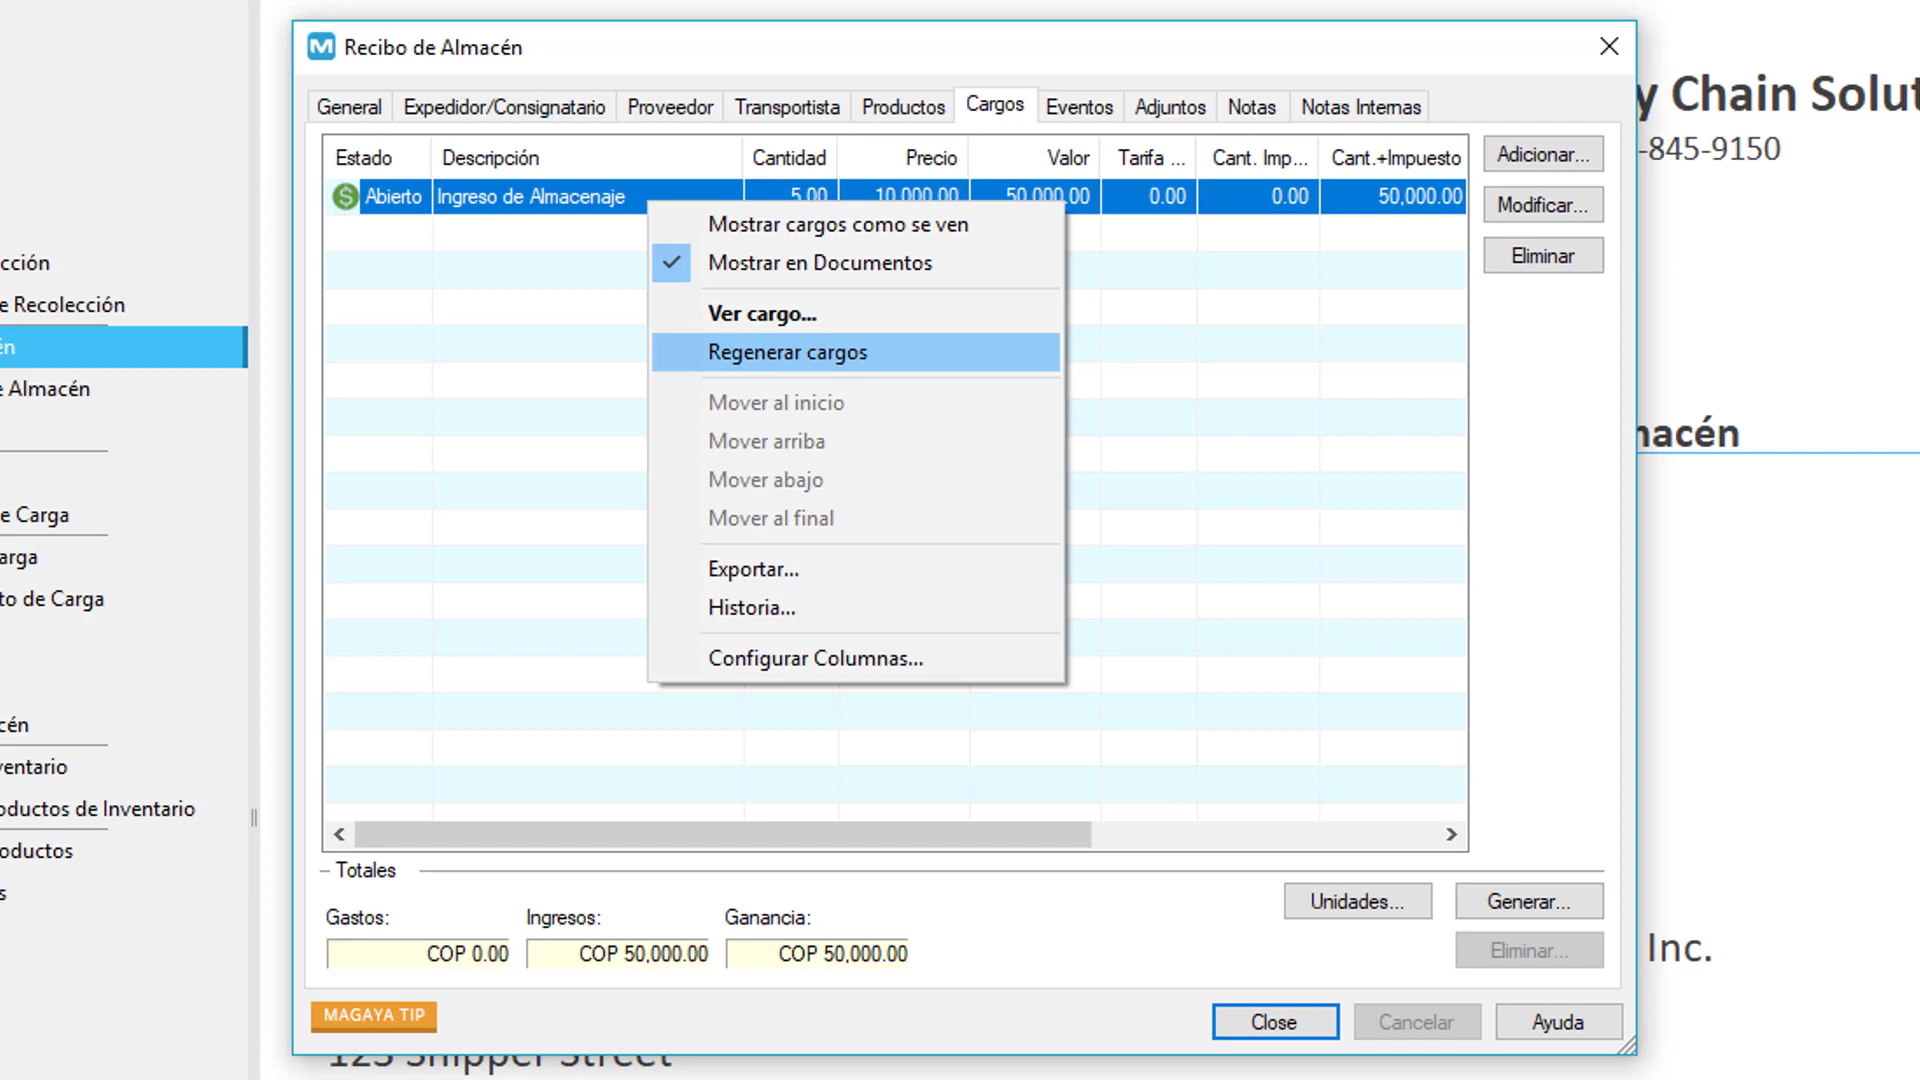 M Recibo de Almacén
General Expedidor/Consignatario Proveedor Transportista Productos Cargos Eventos Adjuntos Notas Notas Internas
Estado Descripción Cantidad Precio Valor Tarifa ... Cant. Imp... Cant.+Impuesto
$ Abierto Ingreso de Almacenaje 5.00 10,000.00 50,000.00 0.00 0.00 50,000.00
Adicionar...
Modificar...
Eliminar
Mostrar cargos como se ven
Mostrar en Documentos
Ver cargo...
Regenerar cargos
Mover al inicio
Mover arriba
Mover abajo
Mover al final
Exportar...
Historia...
Configurar Columnas...
Totales
Gastos: Ingresos: Ganancia:
COP 0.00 COP 50,000.00 COP 50,000.00
Unidades... Generar...
Eliminar...
MAGAYA TIP
Close Cancelar Ayuda
cción
e Recolección
én
e Almacén
e Carga
arga
to de Carga
cén
ventario
oductos de Inventario
oductos
s
y Chain Solut
-845-9150
macén
Inc.
123 Shipper Street